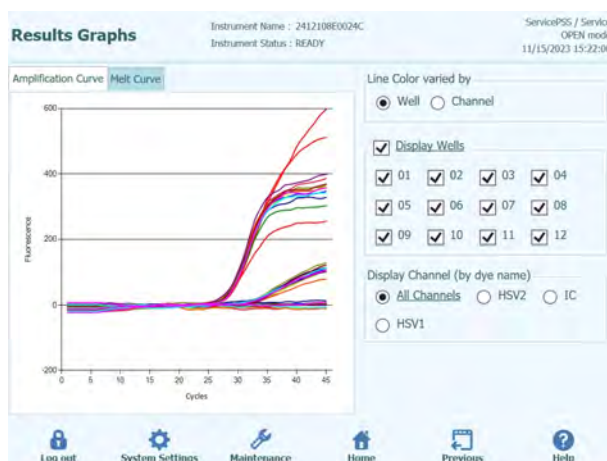 Results Graphs
Instrument Name : 2412108E0024C
Instrument Status : READY
ServicePSS / Service
OPEN mode
11/15/2023 15:22:00
Amplification Curve Melt Curve
600
400
200
0
-200
Fluorescence
0 5 10 15 20 25 30 35 40 45
Cycles
Line Color varied by
Well Channel
Display Wells
01 02 03 04
05 06 07 08
09 10 11 12
Display Channel (by dye name)
All Channels HSV2 IC
HSV1
Log out System Settings Maintenance Home Previous Help